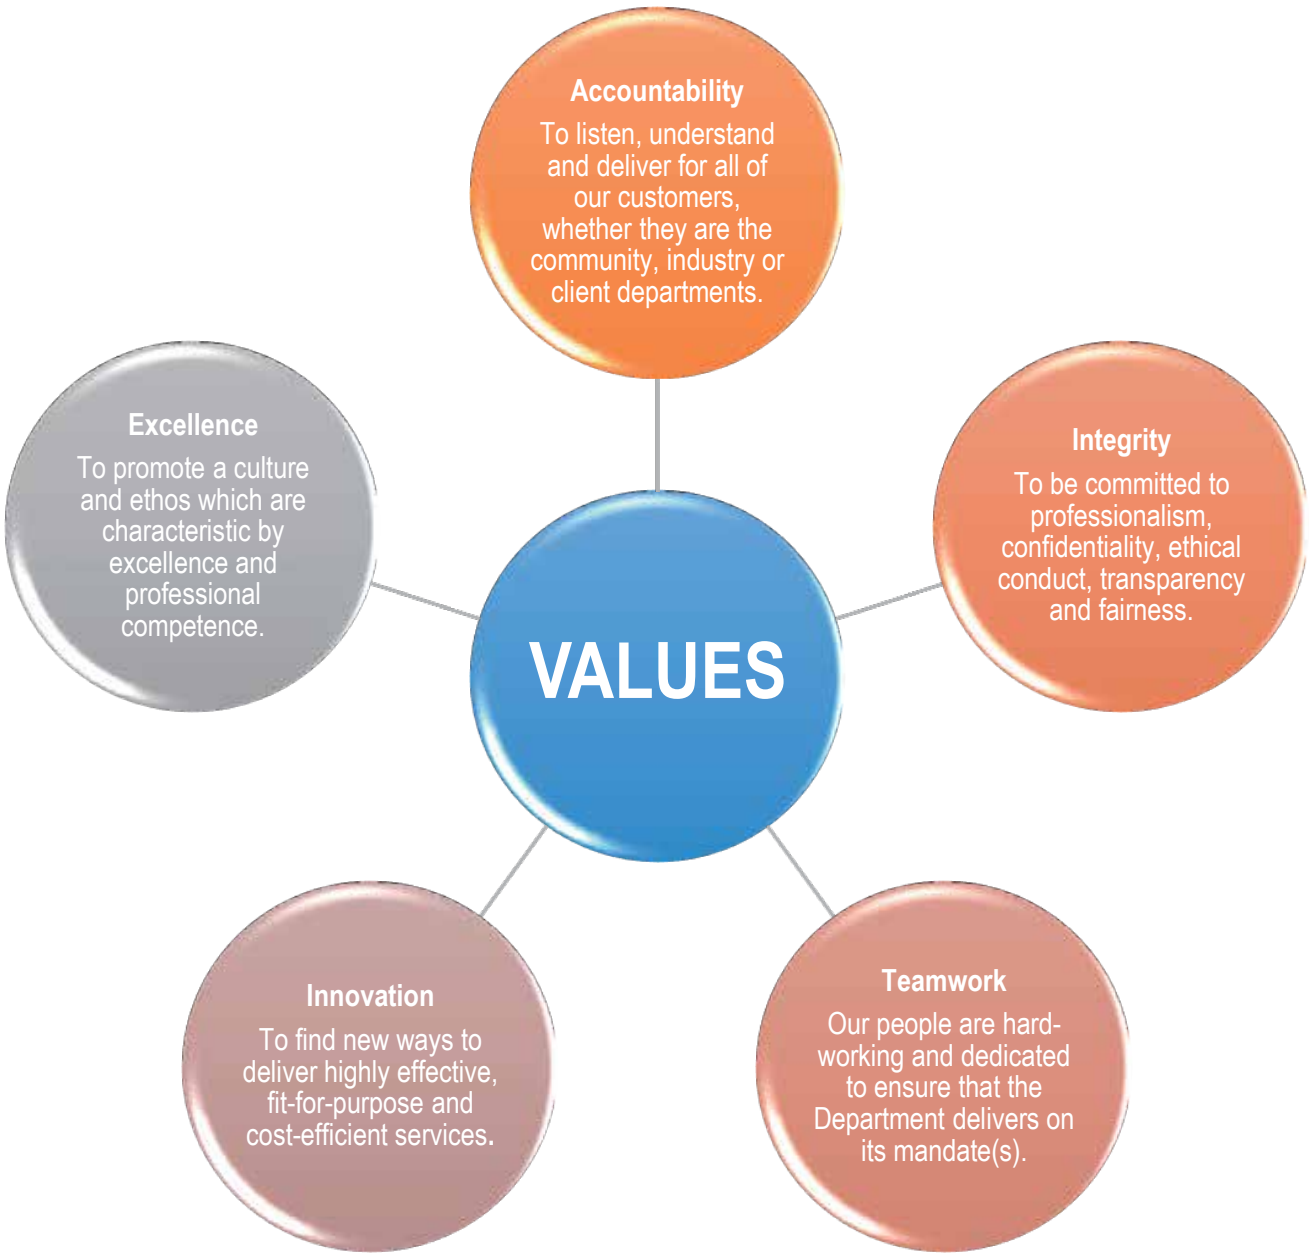 Accountability
To listen, understand
and deliver for all of
our customers,
whether they are the
community, industry or
client departments.
Integrity
To be committed to
professionalism,
confidentiality, ethical
conduct, transparency
and fairness.
Teamwork
Our people are hard-
working and dedicated
to ensure that the
Department delivers on
its mandate(s).
Innovation
To find new ways to
deliver highly effective,
fit-for-purpose and
cost-efficient services.
Excellence
To promote a culture
and ethos which are
characteristic by
excellence and
professional
competence.
VALUES